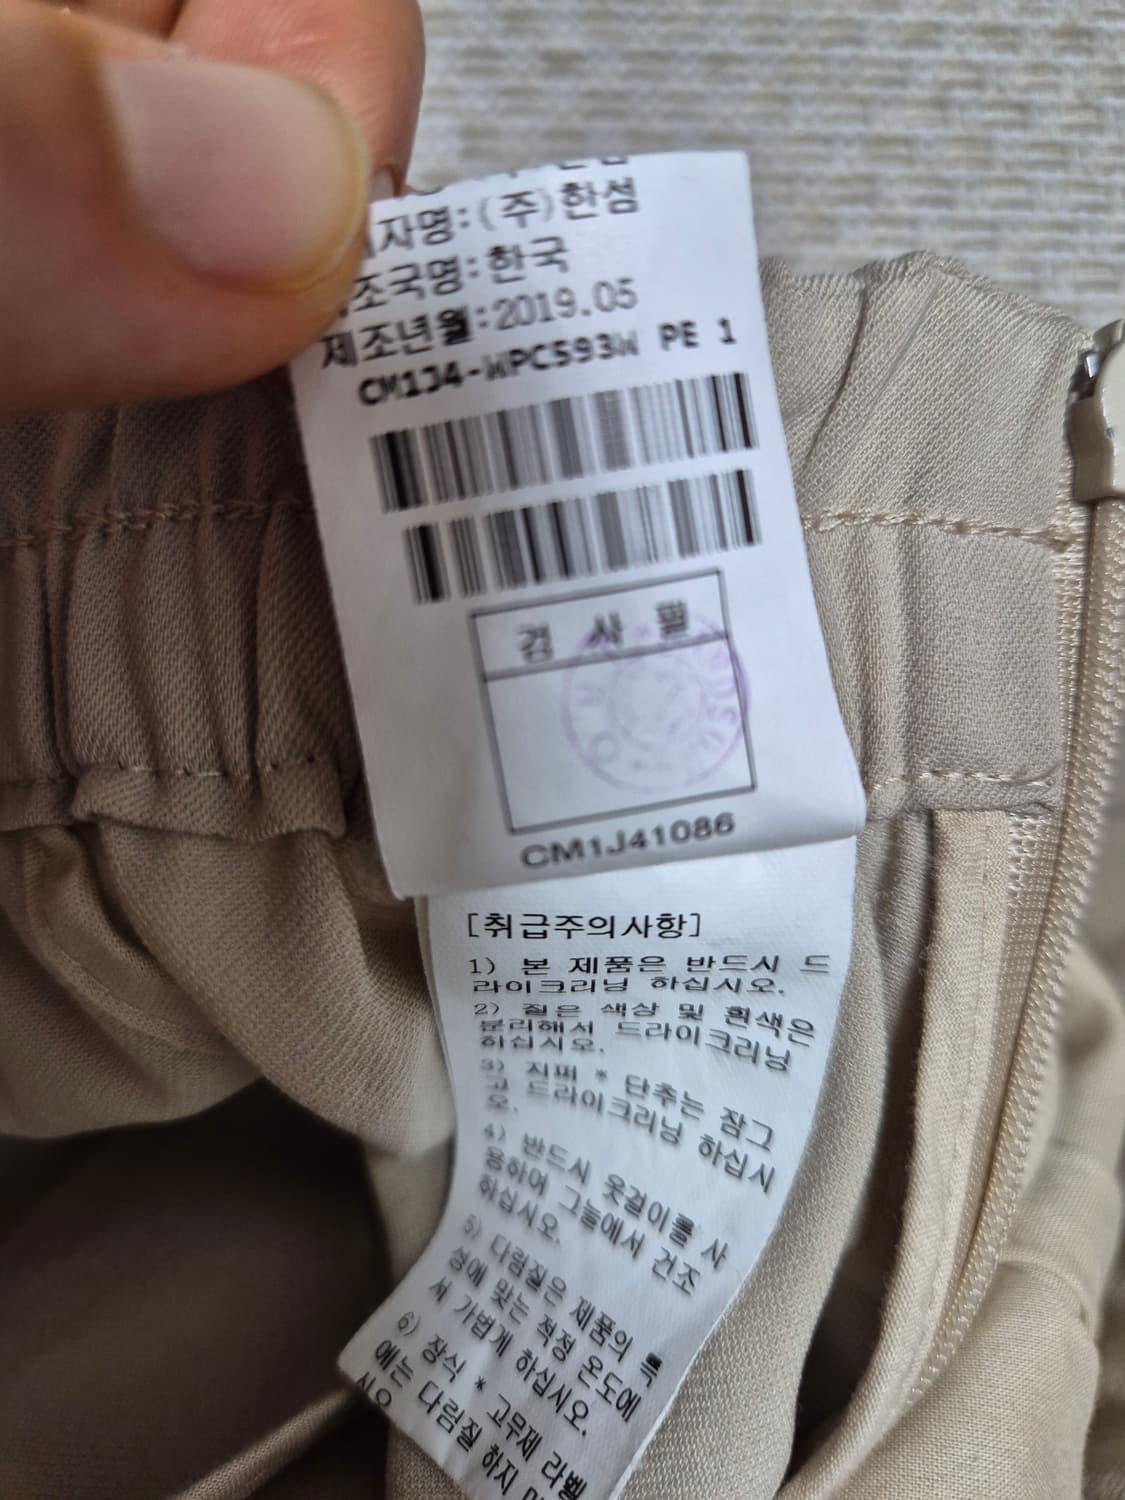 자명:(주)한섬
조국명:한국
제조년월:2019.05
CM1J4-WPC593W PE 1
검 사 필
CM1J41086
[취급주의사항]
1) 본 제품은 반드시 드
라이크리닝 하십시오.
2) 짙은 색상 및 흰색은
분리해서 드라이크리닝
하십시오.
3) 지퍼 * 단추는 잠그
고 드라이크리닝 하십시
오.
4) 반드시 옷걸이를 사
용하여 그늘에서 건조
하십시오.
5) 다림질은 제품의 특
성에 맞는 적정 온도에
서 가볍게 하십시오.
6) 장식 * 고무제 라벨
에는 다림질 하지
시오